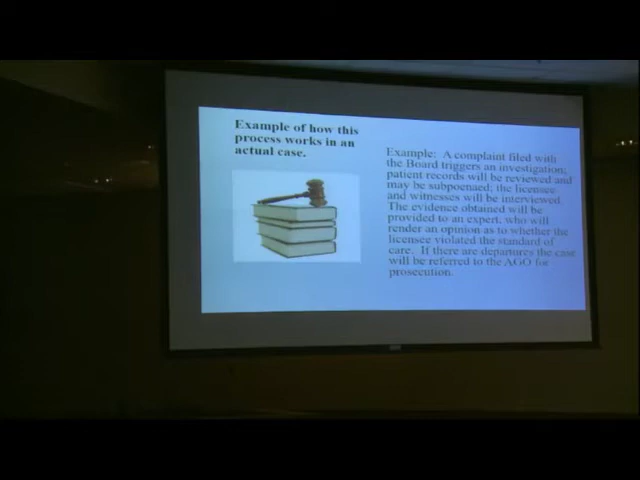 Example of how this
process works in an
actual case.
Example: A complaint filed with
the Board triggers an investigation;
patient records will be reviewed and
may be subpoenaed; the licensee
and witnesses will be interviewed.
The evidence obtained will be
provided to an expert, who will
render an opinion as to whether the
licensee violated the standard of
care. If there are departures the case
will be referred to the AGO for
prosecution.